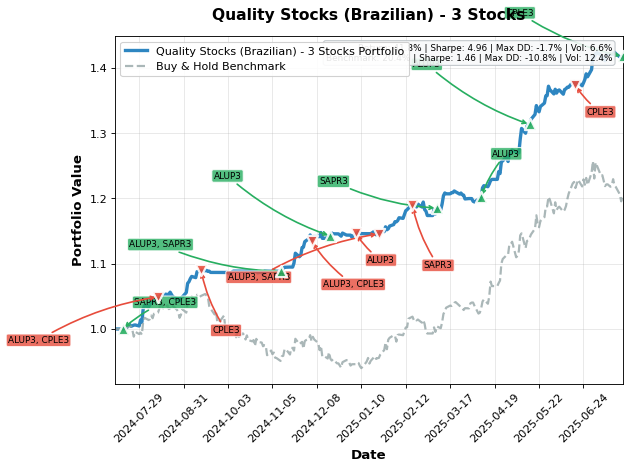 Quality Stocks (Brazilian) - 3 Stocks
CPLE3
Quality Stocks (Brazilian) - 3 Stocks Portfolio
Buy & Hold Benchmark
8% | Sharpe: 4.96 | Max DD: -1.7% | Vol: 6.6%
| Sharpe: 1.46 | Max DD: -10.8% | Vol: 12.4%
1.4
1.3
1.2
1.1
1.0
CPLE3
ALUP3
ALUP3
SAPR3
ALUP3, SAPR3
ALUP3
SAPR3
ALUP3, SAPR3
ALUP3, CPLE3
SAPR3, CPLE3
CPLE3
ALUP3, CPLE3
Portfolio Value
2024-07-29
2024-08-31
2024-10-03
2024-11-05
2024-12-08
2025-01-10
2025-02-12
2025-03-17
2025-04-19
2025-05-22
2025-06-24
Date